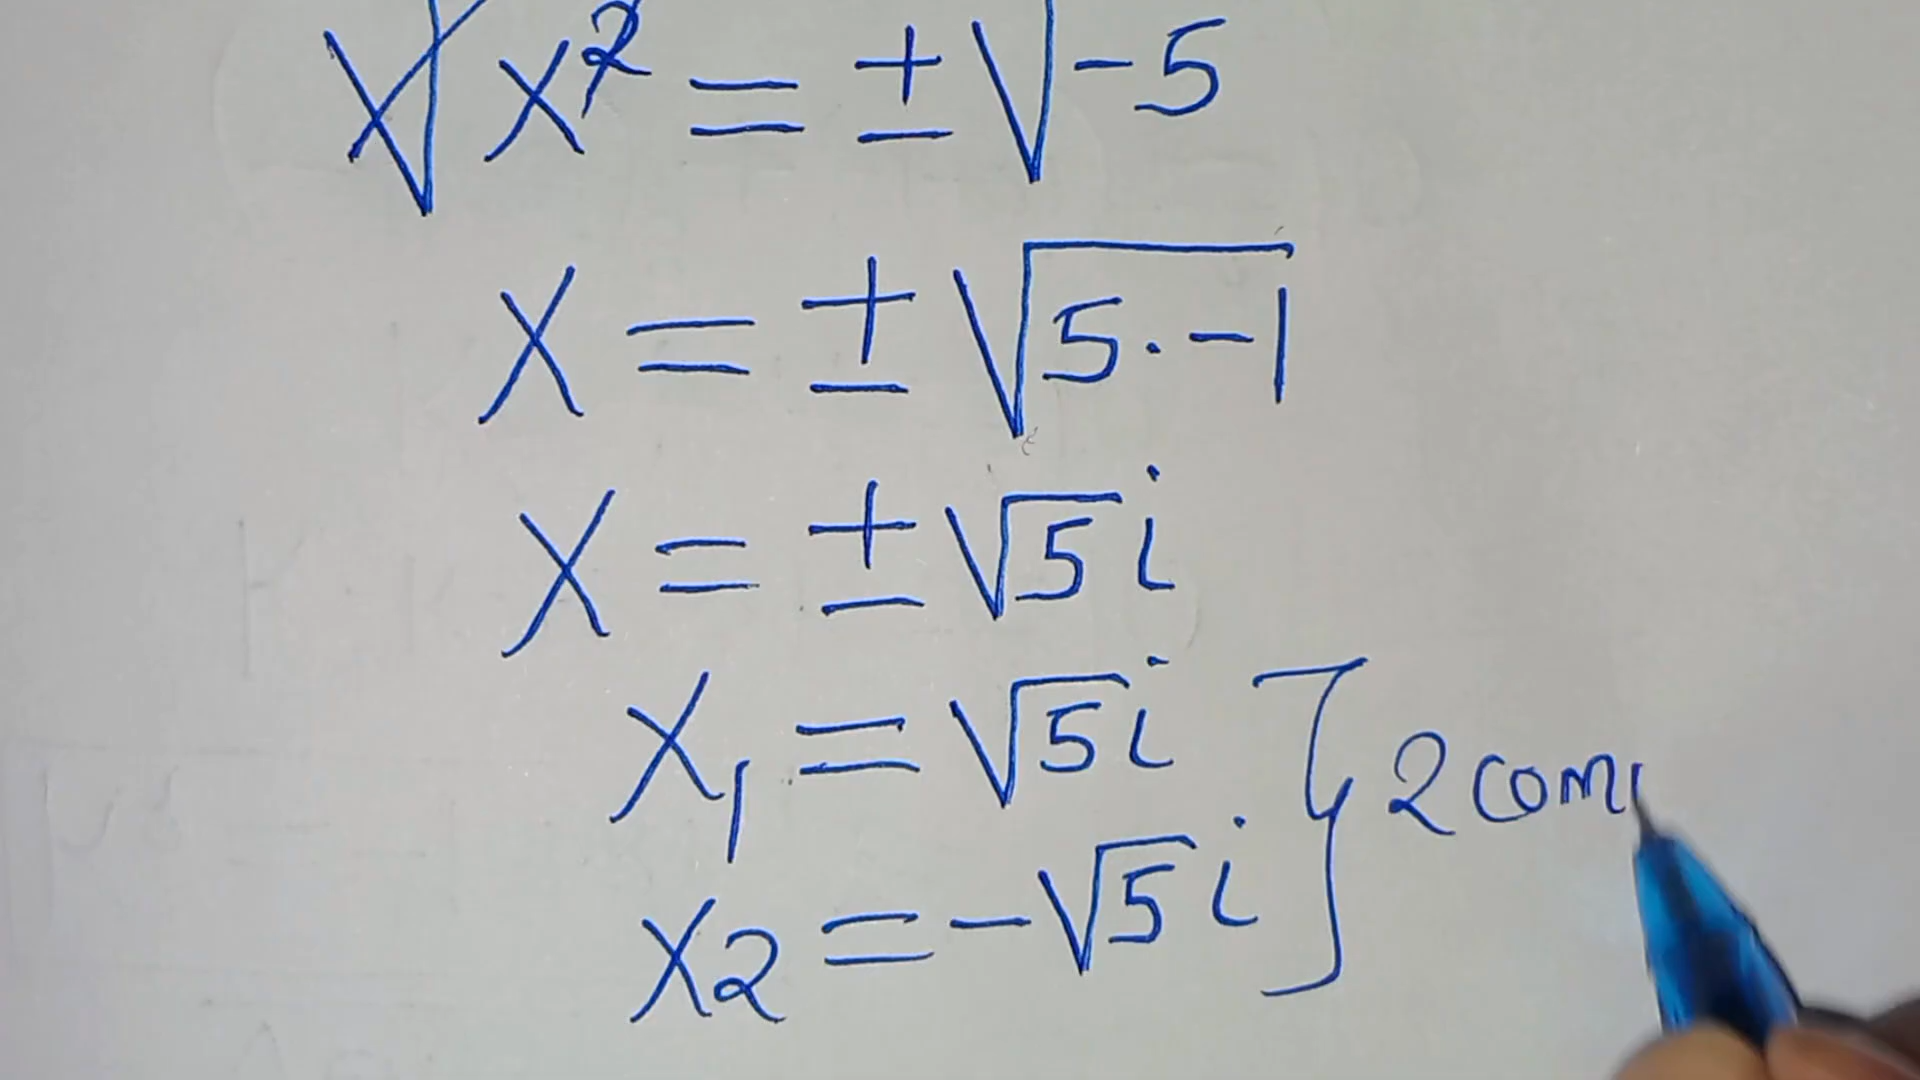 √x² = ±√-5
X = ±√5·-1
X = ±√5i
X1 = √5i
X2 = -√5i
2 com